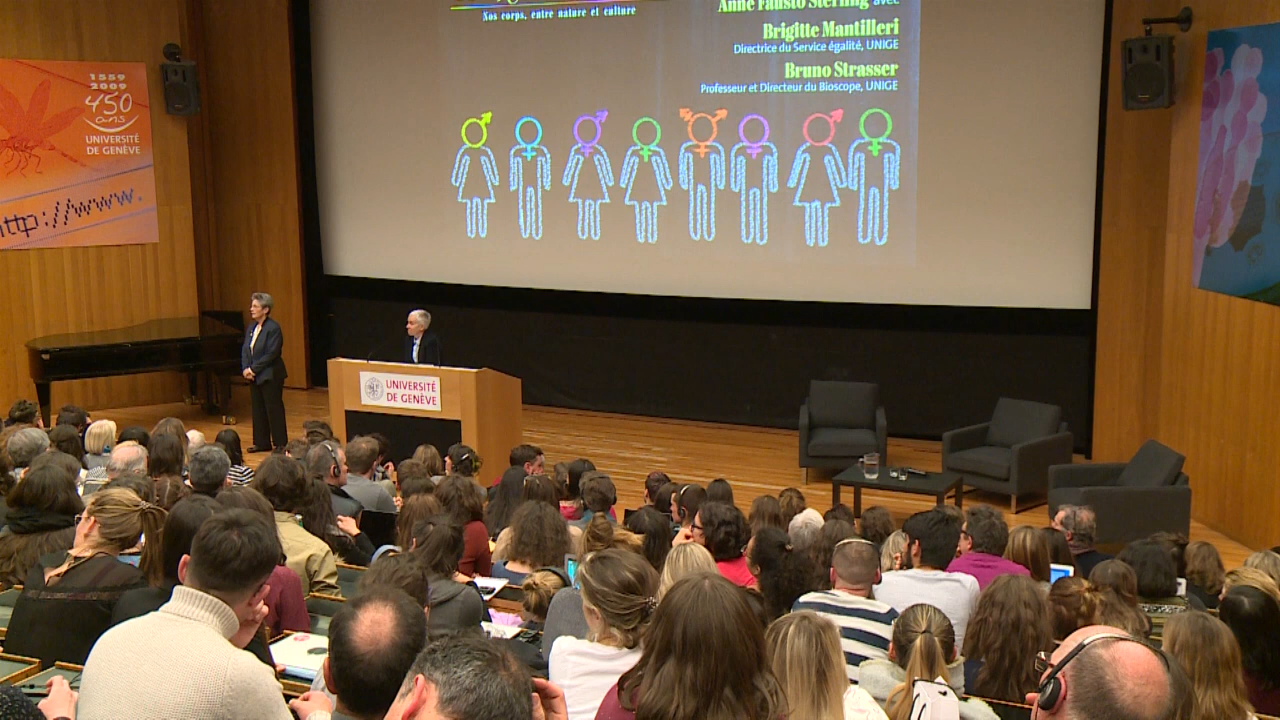 Anne Fausto Sterling avec
Nos corps, entre nature et culture
Brigitte Mantilleri
Directrice du Service égalité, UNIGE
Bruno Strasser
Professeur et Directeur du Bioscope, UNIGE
1559
2009
450
ans
UNIVERSITÉ
DE GENÈVE
http://www.
UNIVERSITÉ
DE GENÈVE